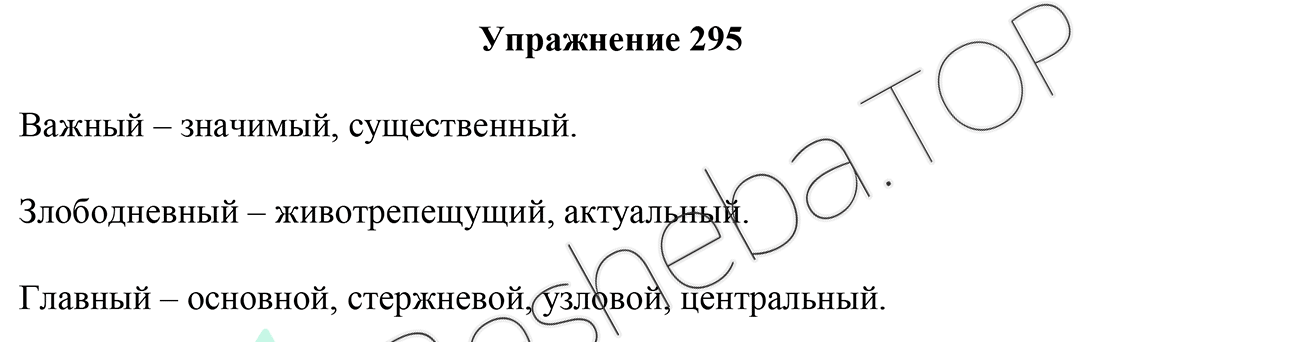 Упражнение 295
Важный – значимый, существенный.
Злободневный – животрепещущий, актуальный.
Главный – основной, стержневой, узловой, центральный.